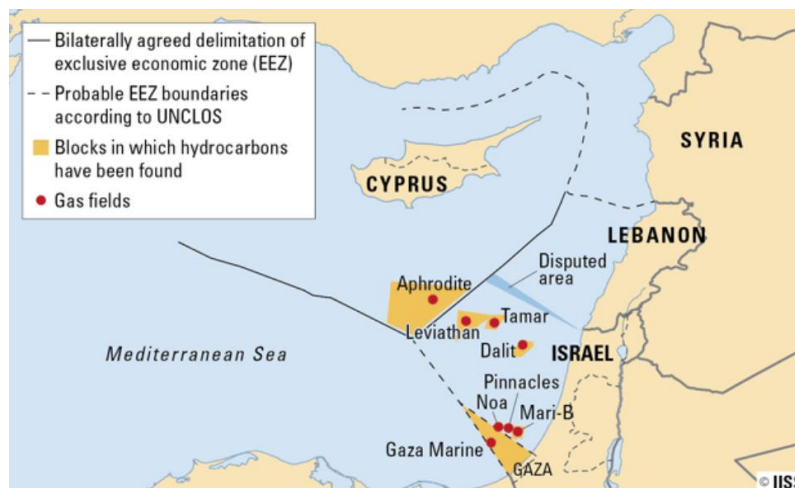 Bilaterally agreed delimitation of
exclusive economic zone (EEZ)
Probable EEZ boundaries
according to UNCLOS
Blocks in which hydrocarbons
have been found
Gas fields
SYRIA
CYPRUS
LEBANON
Disputed
area
Aphrodite
Tamar
Leviathan
Dalit
ISRAEL
Mediterranean Sea
Pinnacles
Noa
Mari-B
Gaza Marine
GAZA
© IISS